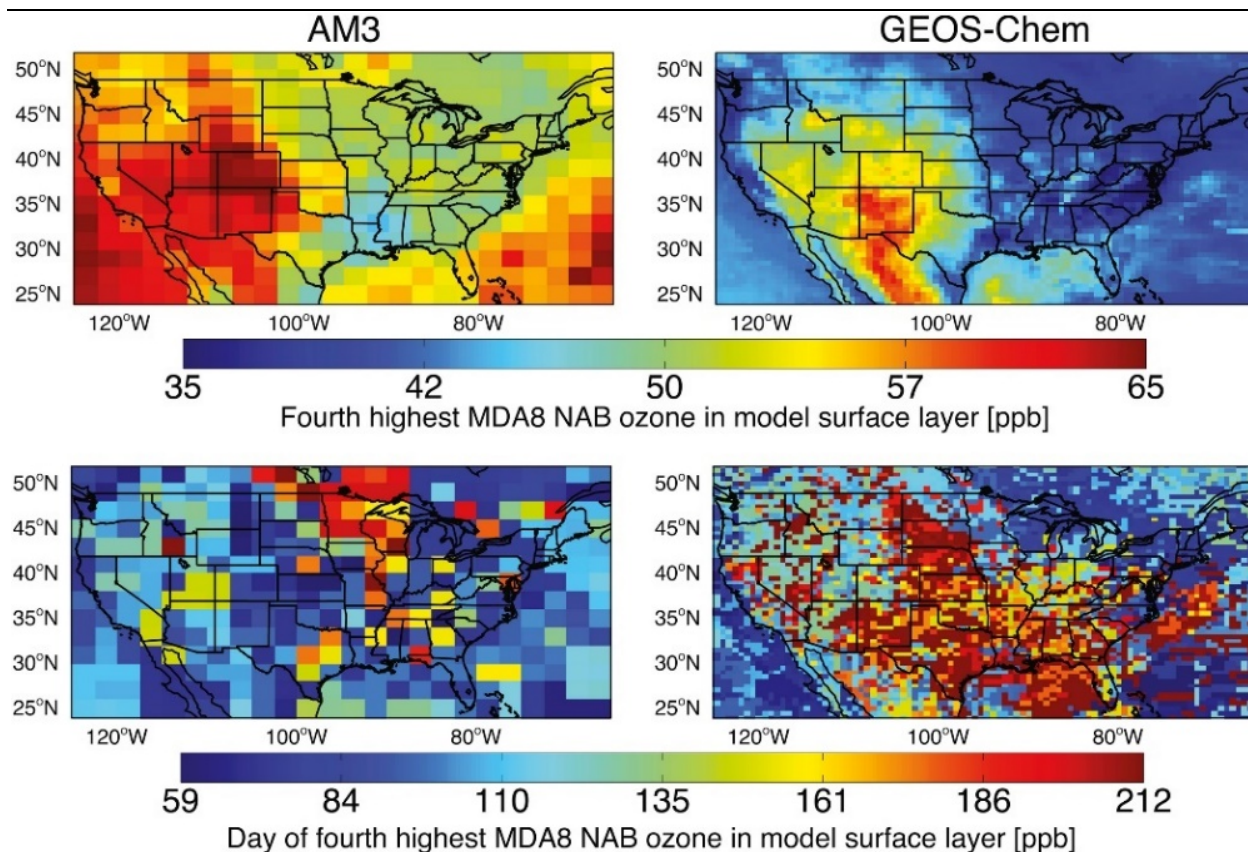 AM3
GEOS-Chem
50°N
45°N
40°N
35°N
30°N
25°N
120°W 100°W 80°W
50°N
45°N
40°N
35°N
30°N
25°N
120°W 100°W 80°W
35 42 50 57 65
Fourth highest MDA8 NAB ozone in model surface layer [ppb]
50°N
45°N
40°N
35°N
30°N
25°N
120°W 100°W 80°W
50°N
45°N
40°N
35°N
30°N
25°N
120°W 100°W 80°W
59 84 110 135 161 186 212
Day of fourth highest MDA8 NAB ozone in model surface layer [ppb]